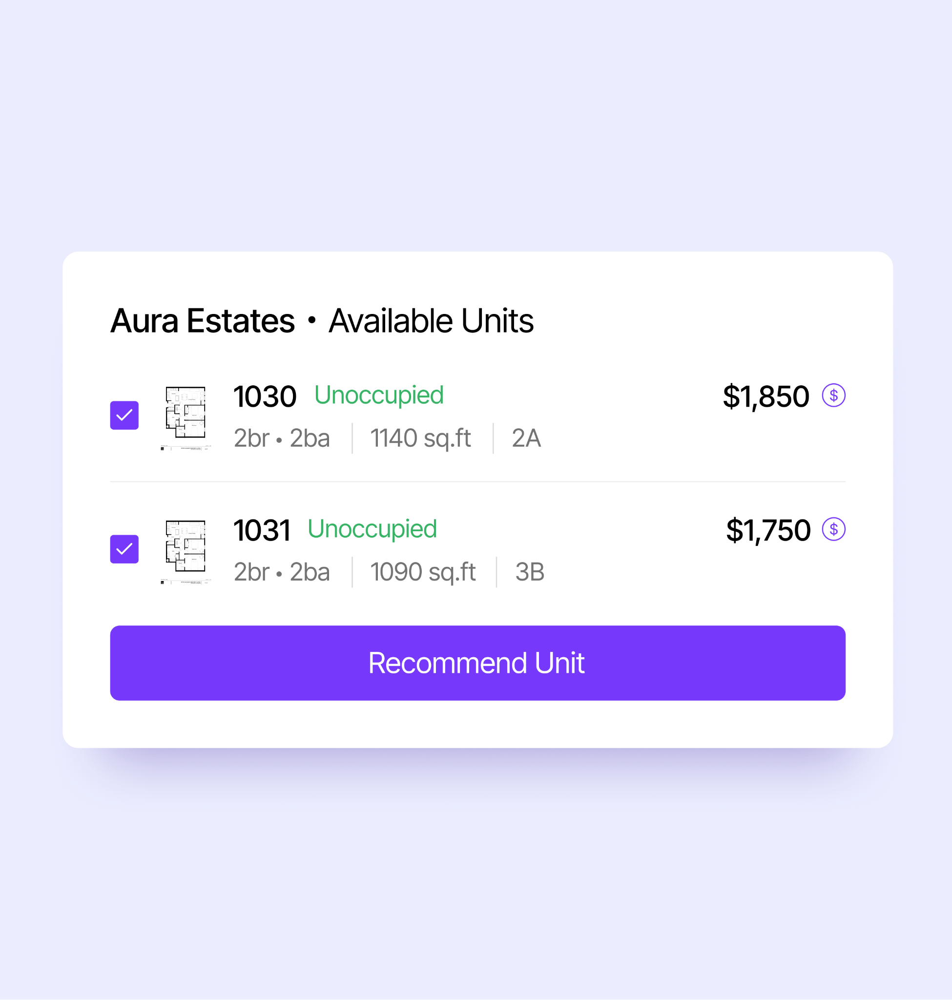 Aura Estates • Available Units
1030 Unoccupied $1,850 $
2br • 2ba | 1140 sq.ft | 2A
1031 Unoccupied $1,750 $
2br • 2ba | 1090 sq.ft | 3B
Recommend Unit